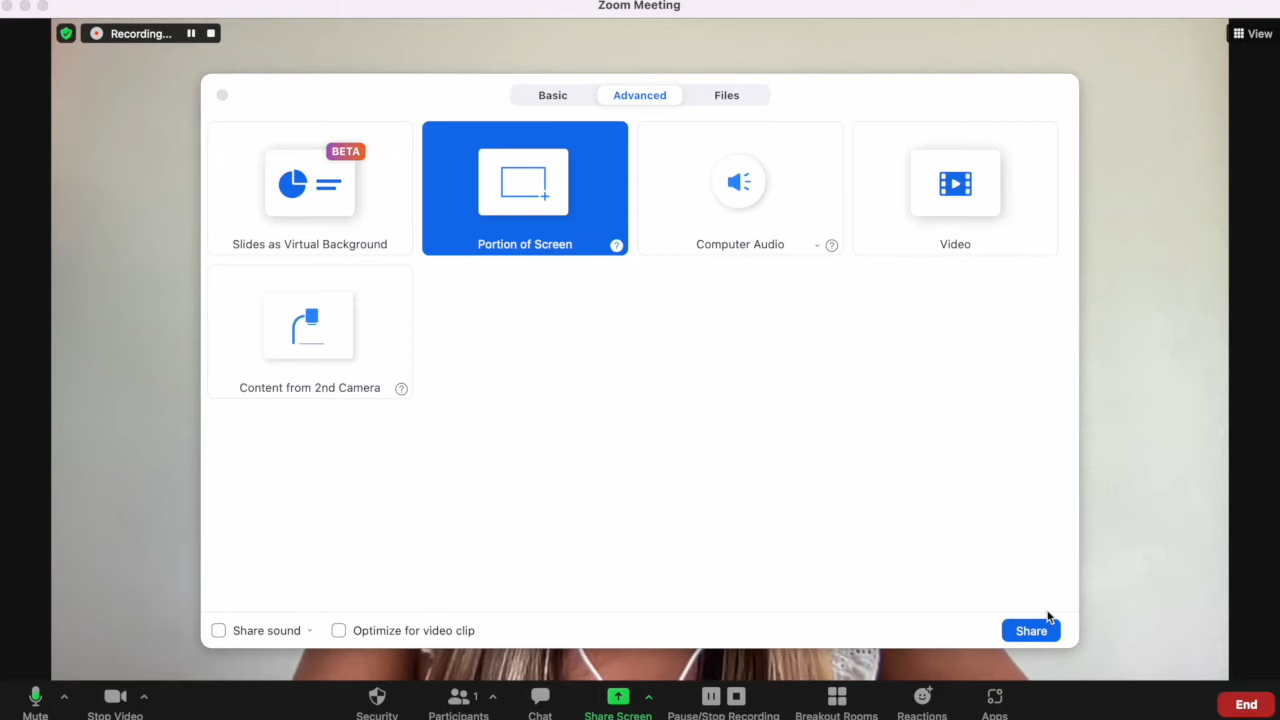 Zoom Meeting
Recording...
View
Basic
Advanced
Files
BETA
Slides as Virtual Background
Portion of Screen
?
Computer Audio
?
Video
Content from 2nd Camera
?
Share sound
Optimize for video clip
Share
1
Mute
Stop Video
Security
Participants
Chat
Share Screen
Pause/Stop Recording
Breakout Rooms
Reactions
Apps
End